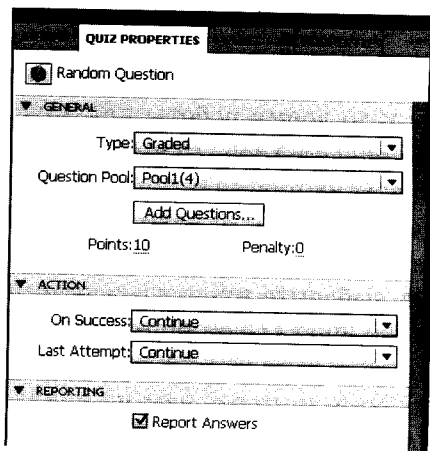 QUIZ PROPERTIES
Random Question
GENERAL
Type: Graded
Question Pool: Pool1(4)
Add Questions...
Points:10 Penalty:0
ACTION
On Success: Continue
Last Attempt: Continue
REPORTING
Report Answers